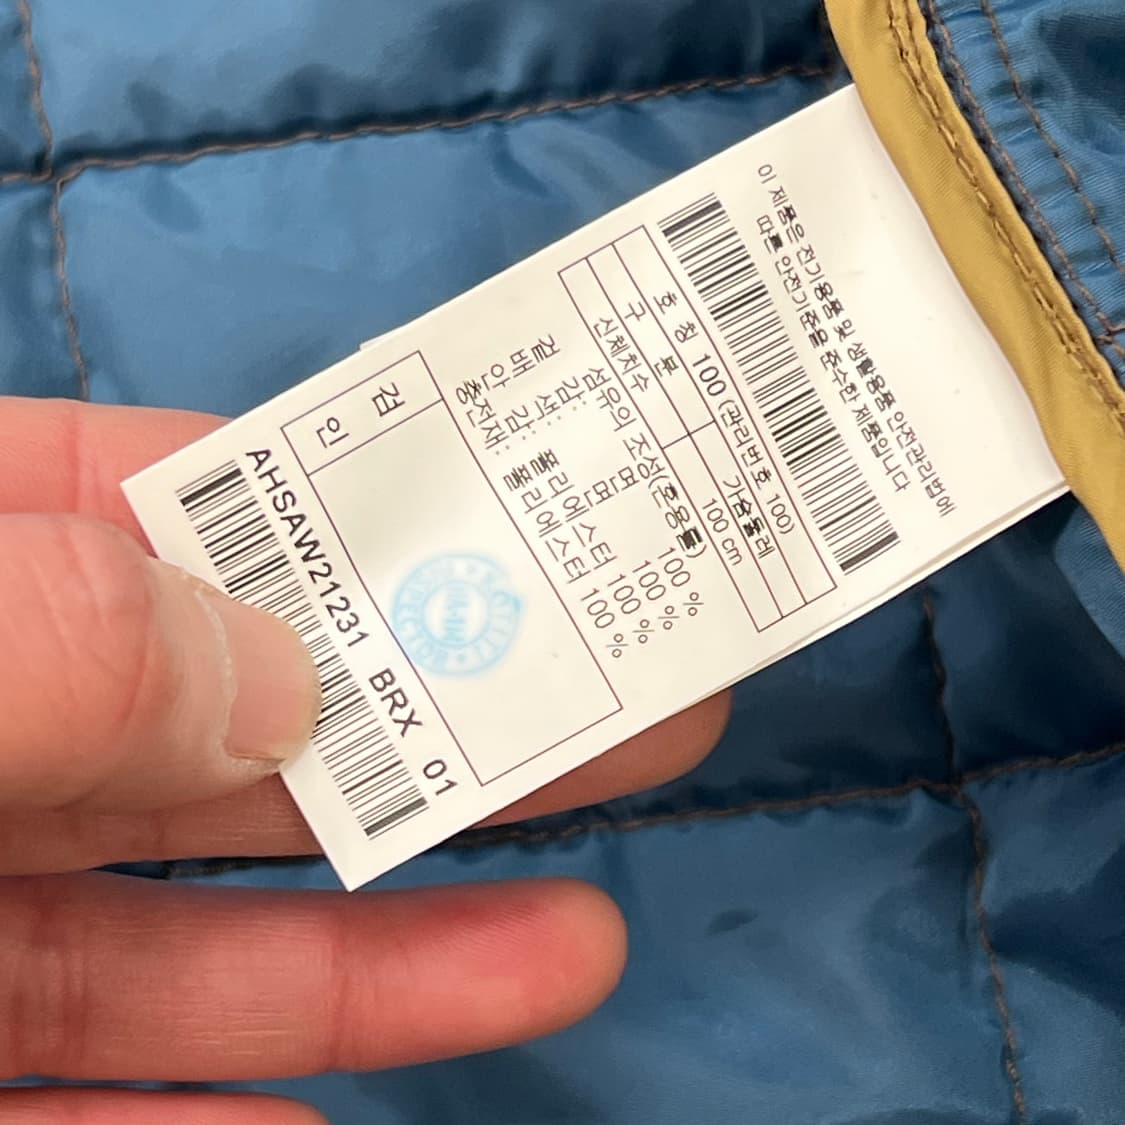 이 제품은 전기용품 및 생활용품 안전관리법에
따른 안전기준을 준수한 제품입니다
호 칭 100 (관리번호 100)
구 분 가슴둘레
신체치수 100 cm
섬유의 조성(혼용률)
겉 감: 면 100 %
배 색: 면 100 %
안 감: 폴리에스터 100 %
충전재: 폴리에스터 100 %
검
인
AHSAW21231 BRX 01